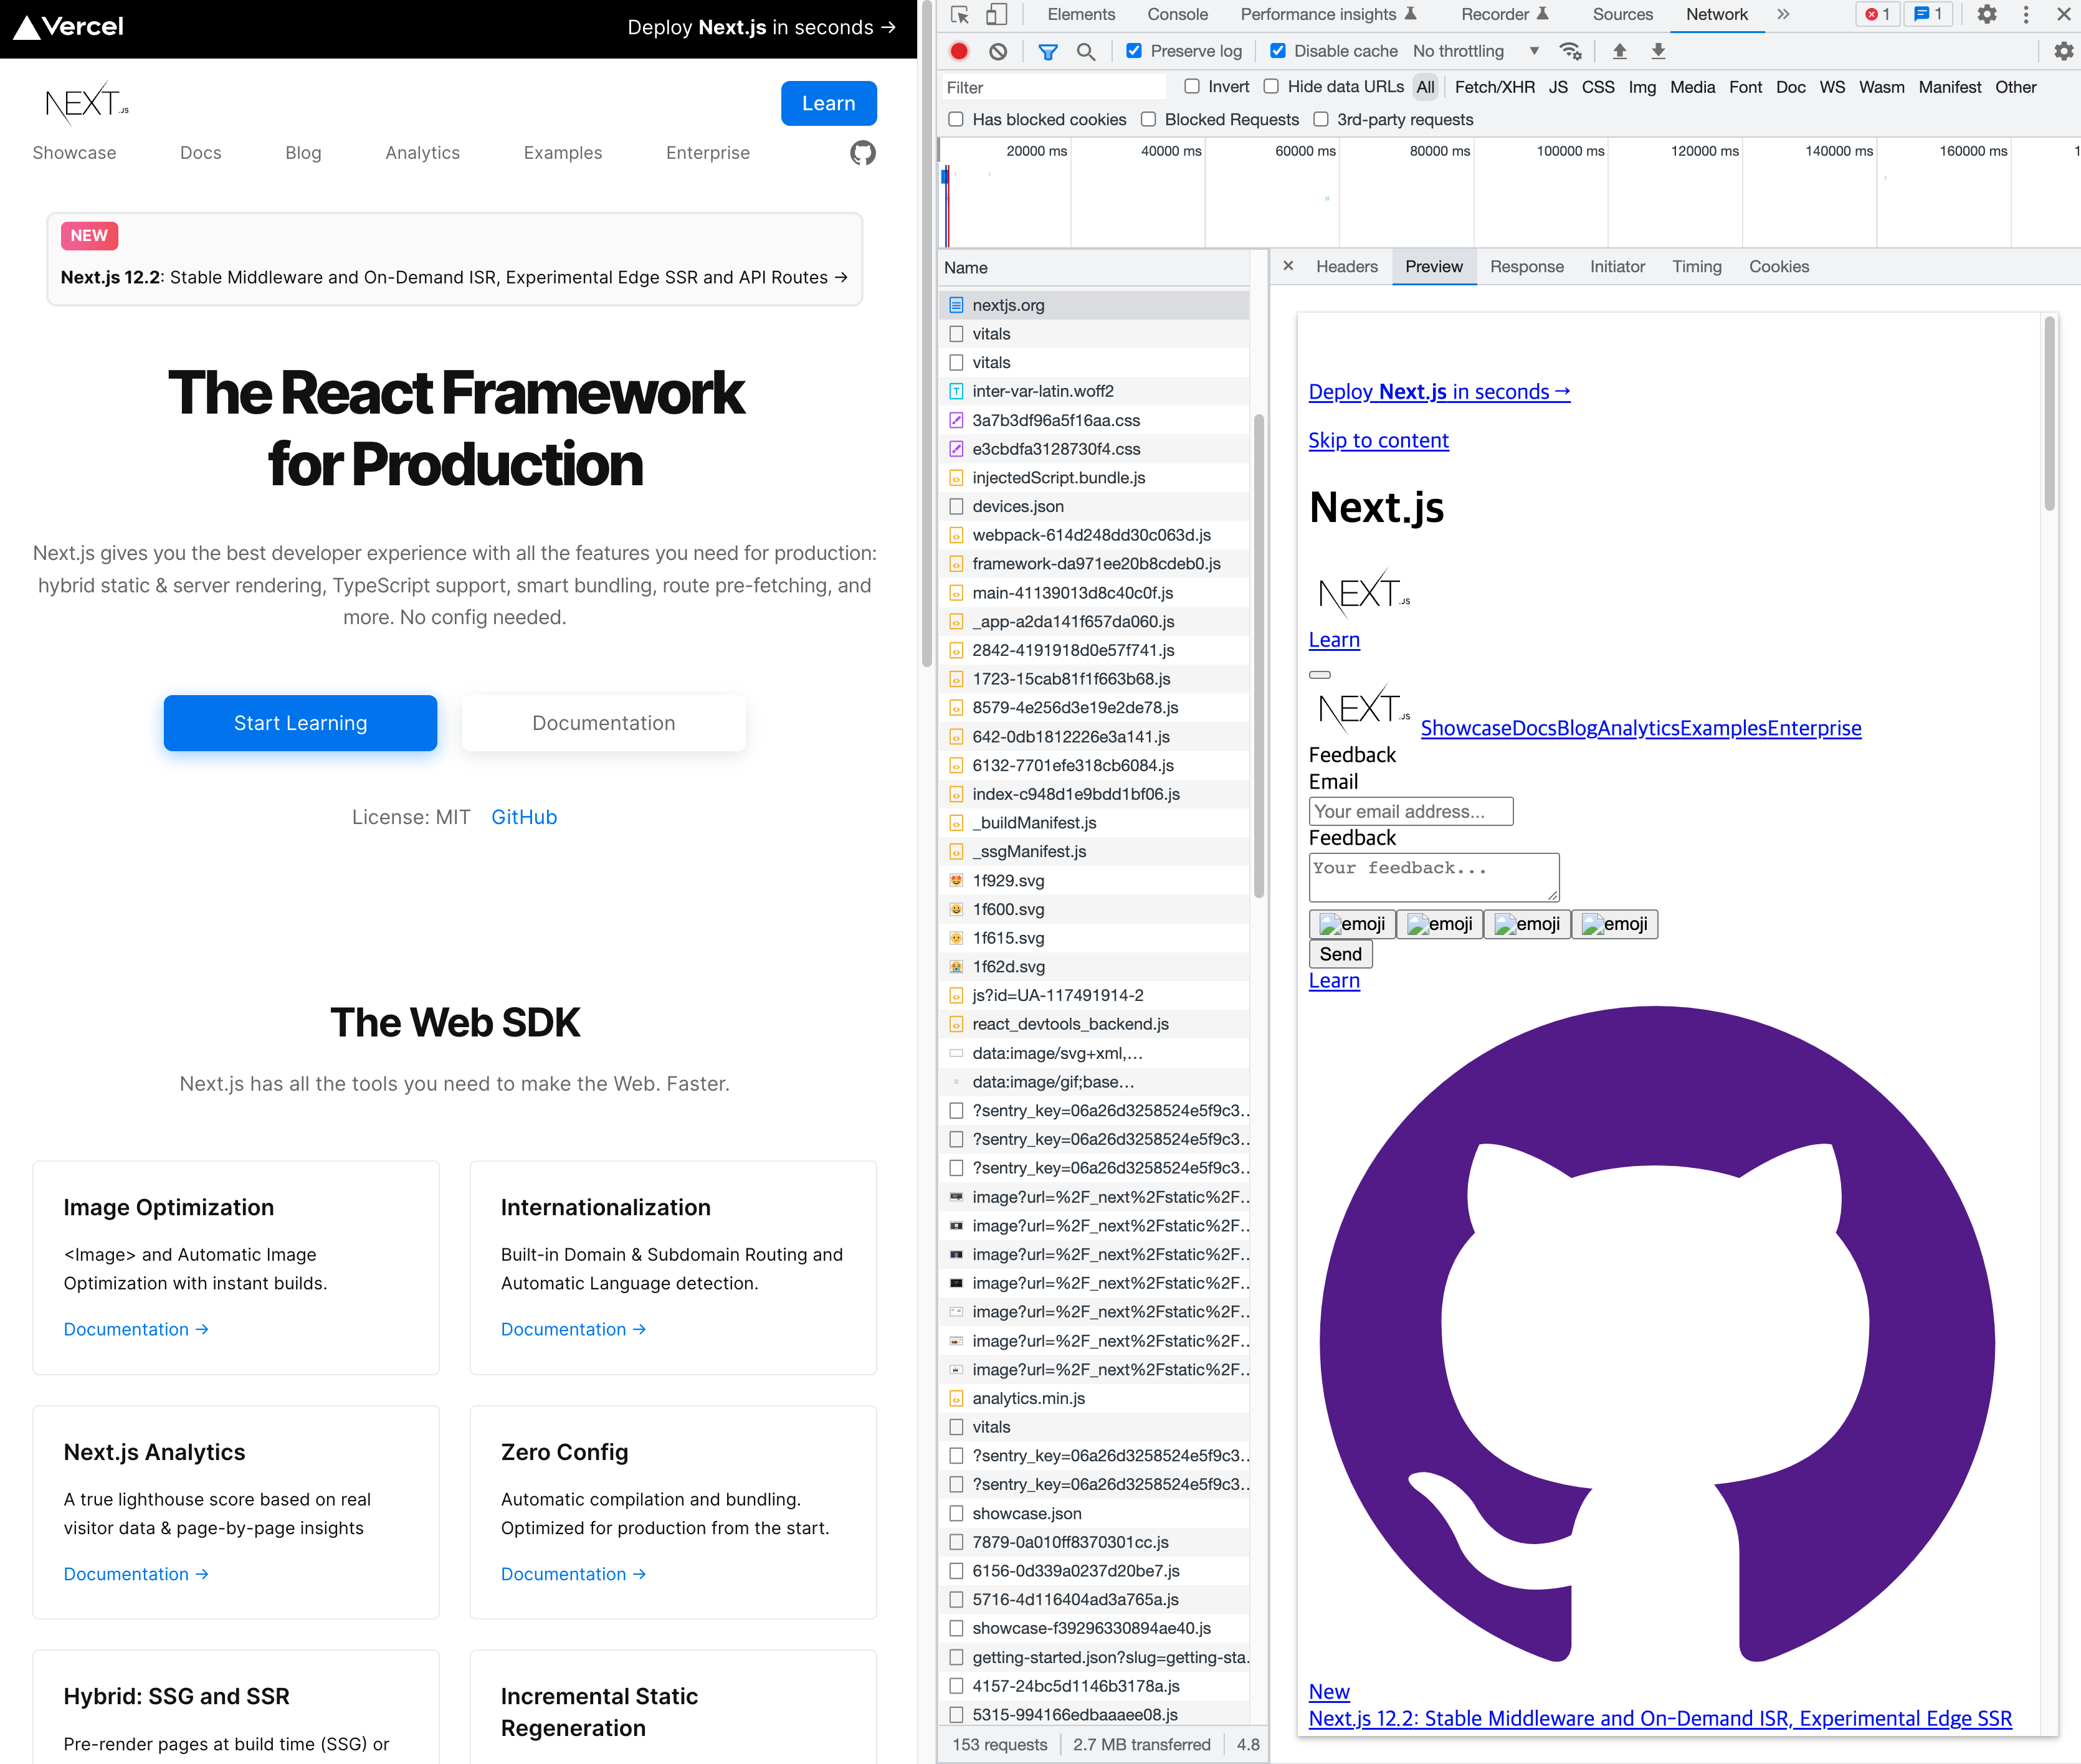 Vercel
Deploy Next.js in seconds →
NEXT.JS
Learn
Showcase
Docs
Blog
Analytics
Examples
Enterprise
NEW
Next.js 12.2: Stable Middleware and On-Demand ISR, Experimental Edge SSR and API Routes →
The React Framework
for Production
Next.js gives you the best developer experience with all the features you need for production:
hybrid static & server rendering, TypeScript support, smart bundling, route pre-fetching, and
more. No config needed.
Start Learning
Documentation
License: MIT GitHub
The Web SDK
Next.js has all the tools you need to make the Web. Faster.
Image Optimization
<Image> and Automatic Image
Optimization with instant builds.
Documentation →
Internationalization
Built-in Domain & Subdomain Routing and
Automatic Language detection.
Documentation →
Next.js Analytics
A true lighthouse score based on real
visitor data & page-by-page insights
Documentation →
Zero Config
Automatic compilation and bundling.
Optimized for production from the start.
Documentation →
Hybrid: SSG and SSR
Pre-render pages at build time (SSG) or
Incremental Static
Regeneration
Elements Console Performance insights Recorder Sources Network » 1 1
Preserve log Disable cache No throttling
Filter Invert Hide data URLs All Fetch/XHR JS CSS Img Media Font Doc WS Wasm Manifest Other
Has blocked cookies Blocked Requests 3rd-party requests
20000 ms 40000 ms 60000 ms 80000 ms 100000 ms 120000 ms 140000 ms 160000 ms 1
Name
nextjs.org
vitals
vitals
inter-var-latin.woff2
3a7b3df96a5f16aa.css
e3cbdfa3128730f4.css
injectedScript.bundle.js
devices.json
webpack-614d248dd30c063d.js
framework-da971ee20b8cdeb0.js
main-41139013d8c40c0f.js
_app-a2da141f657da060.js
2842-4191918d0e57f741.js
1723-15cab81f1f663b68.js
8579-4e256d3e19e2de78.js
642-0db1812226e3a141.js
6132-7701efe318cb6084.js
index-c948d1e9bdd1bf06.js
_buildManifest.js
_ssgManifest.js
1f929.svg
1f600.svg
1f615.svg
1f62d.svg
js?id=UA-117491914-2
react_devtools_backend.js
data:image/svg+xml,…
data:image/gif;base…
?sentry_key=06a26d3258524e5f9c3..
?sentry_key=06a26d3258524e5f9c3..
?sentry_key=06a26d3258524e5f9c3..
image?url=%2F_next%2Fstatic%2F..
image?url=%2F_next%2Fstatic%2F..
image?url=%2F_next%2Fstatic%2F..
image?url=%2F_next%2Fstatic%2F..
image?url=%2F_next%2Fstatic%2F..
image?url=%2F_next%2Fstatic%2F..
image?url=%2F_next%2Fstatic%2F..
analytics.min.js
vitals
?sentry_key=06a26d3258524e5f9c3..
?sentry_key=06a26d3258524e5f9c3..
showcase.json
7879-0a010ff8370301cc.js
6156-0d339a0237d20be7.js
5716-4d116404ad3a765a.js
showcase-f39296330894ae40.js
getting-started.json?slug=getting-sta.
4157-24bc5d1146b3178a.js
5315-994166edbaaaee08.js
153 requests 2.7 MB transferred 4.8
Headers Preview Response Initiator Timing Cookies
Deploy Next.js in seconds →
Skip to content
Next.js
NEXT.JS
Learn
NEXT.JS ShowcaseDocsBlogAnalyticsExamplesEnterprise
Feedback
Email
Your email address...
Feedback
Your feedback...
emoji emoji emoji emoji
Send
Learn
New
Next.js 12.2: Stable Middleware and On-Demand ISR, Experimental Edge SSR